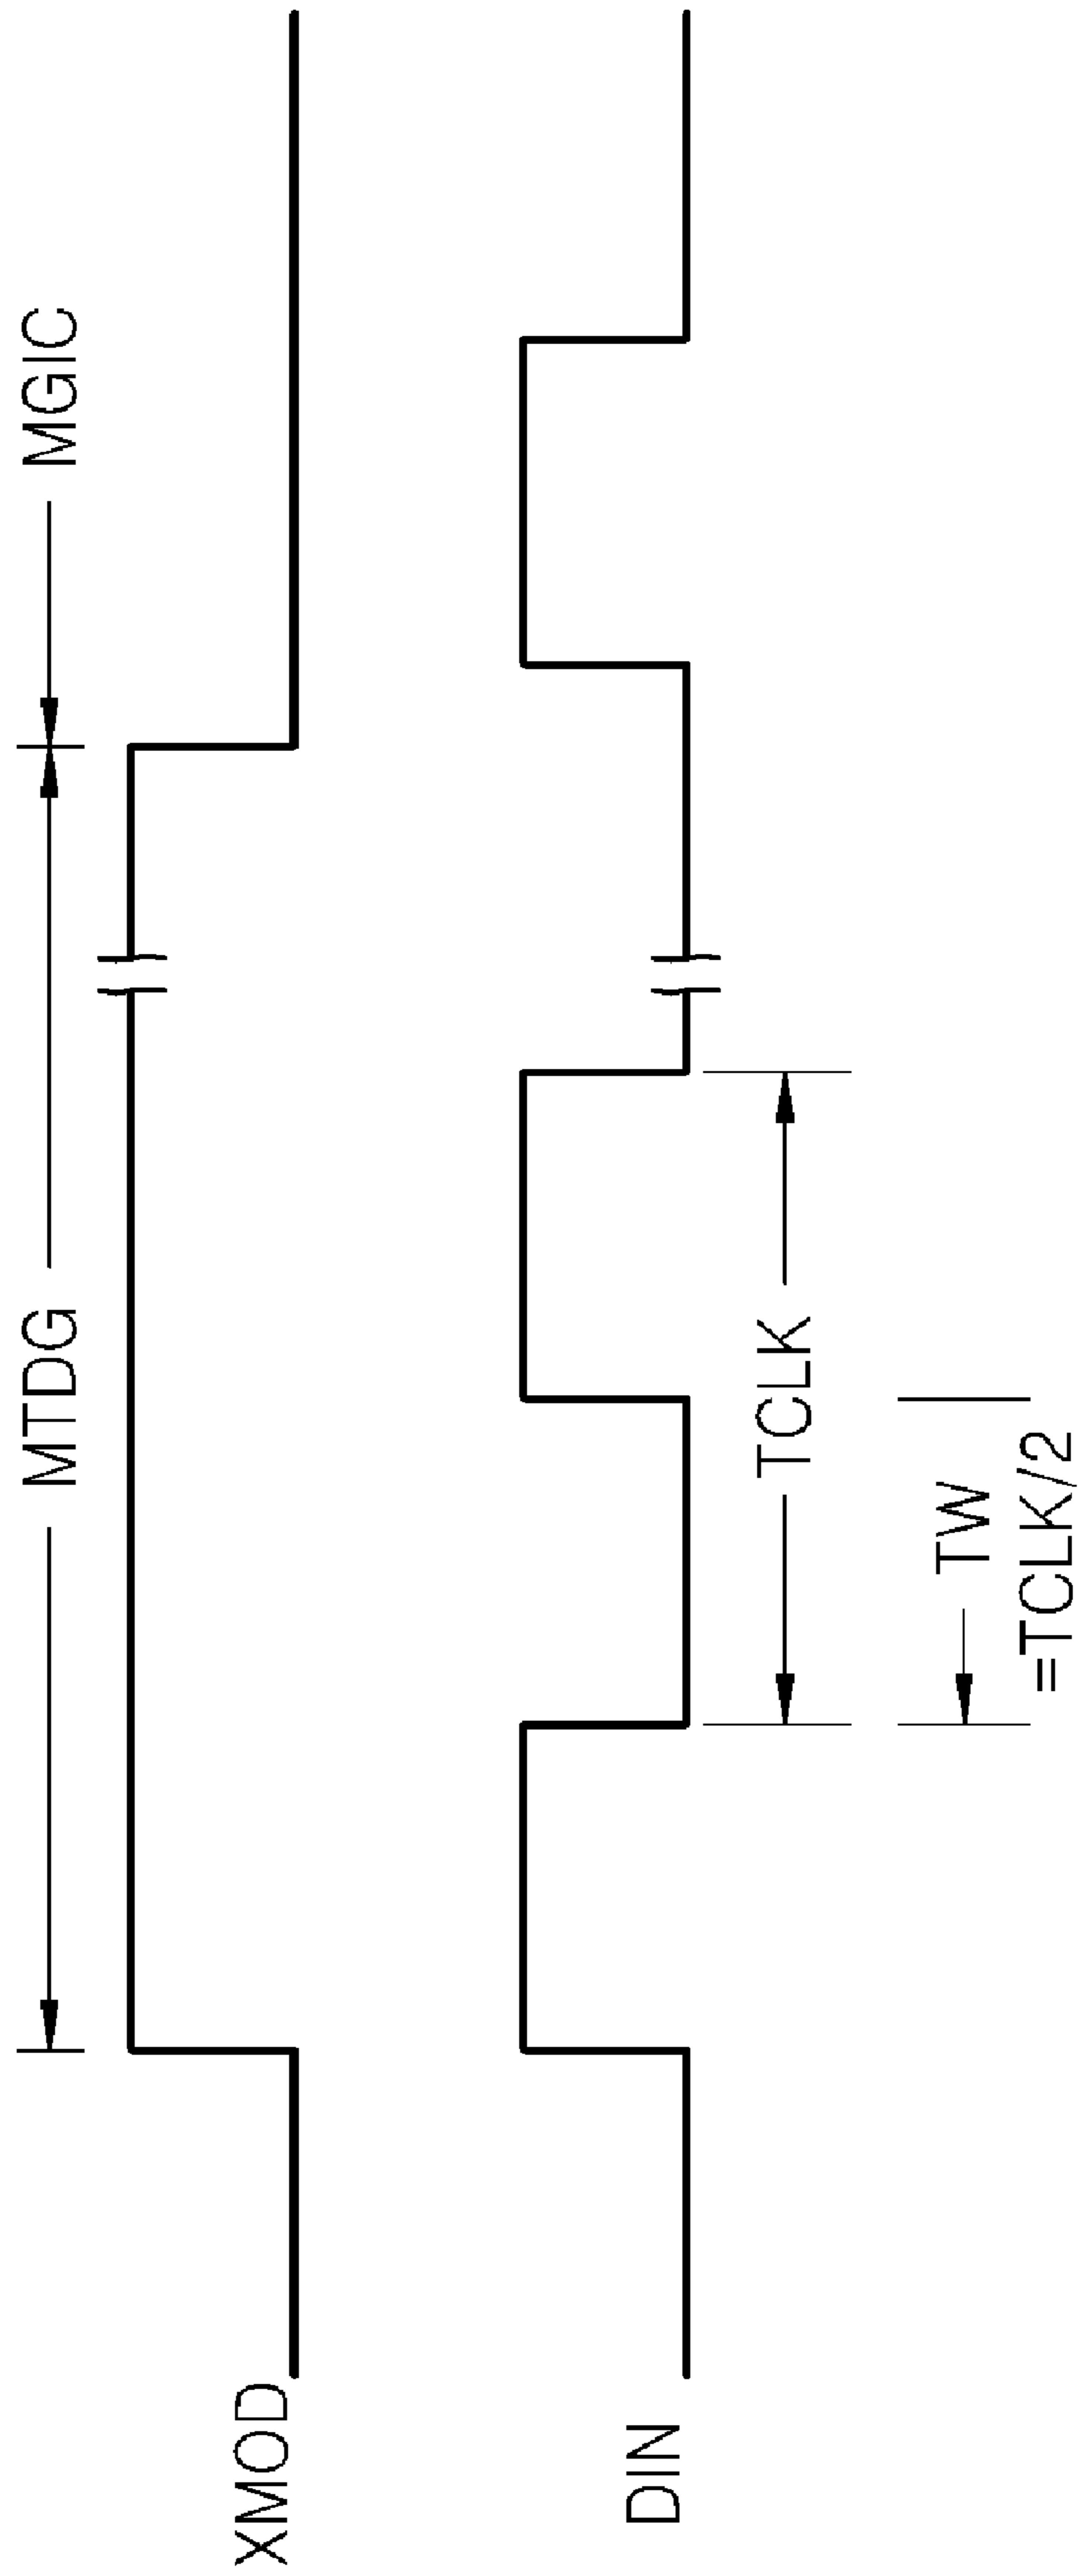 MTDG
MGIC
XMOD
DIN
TCLK
TW
=TCLK/2